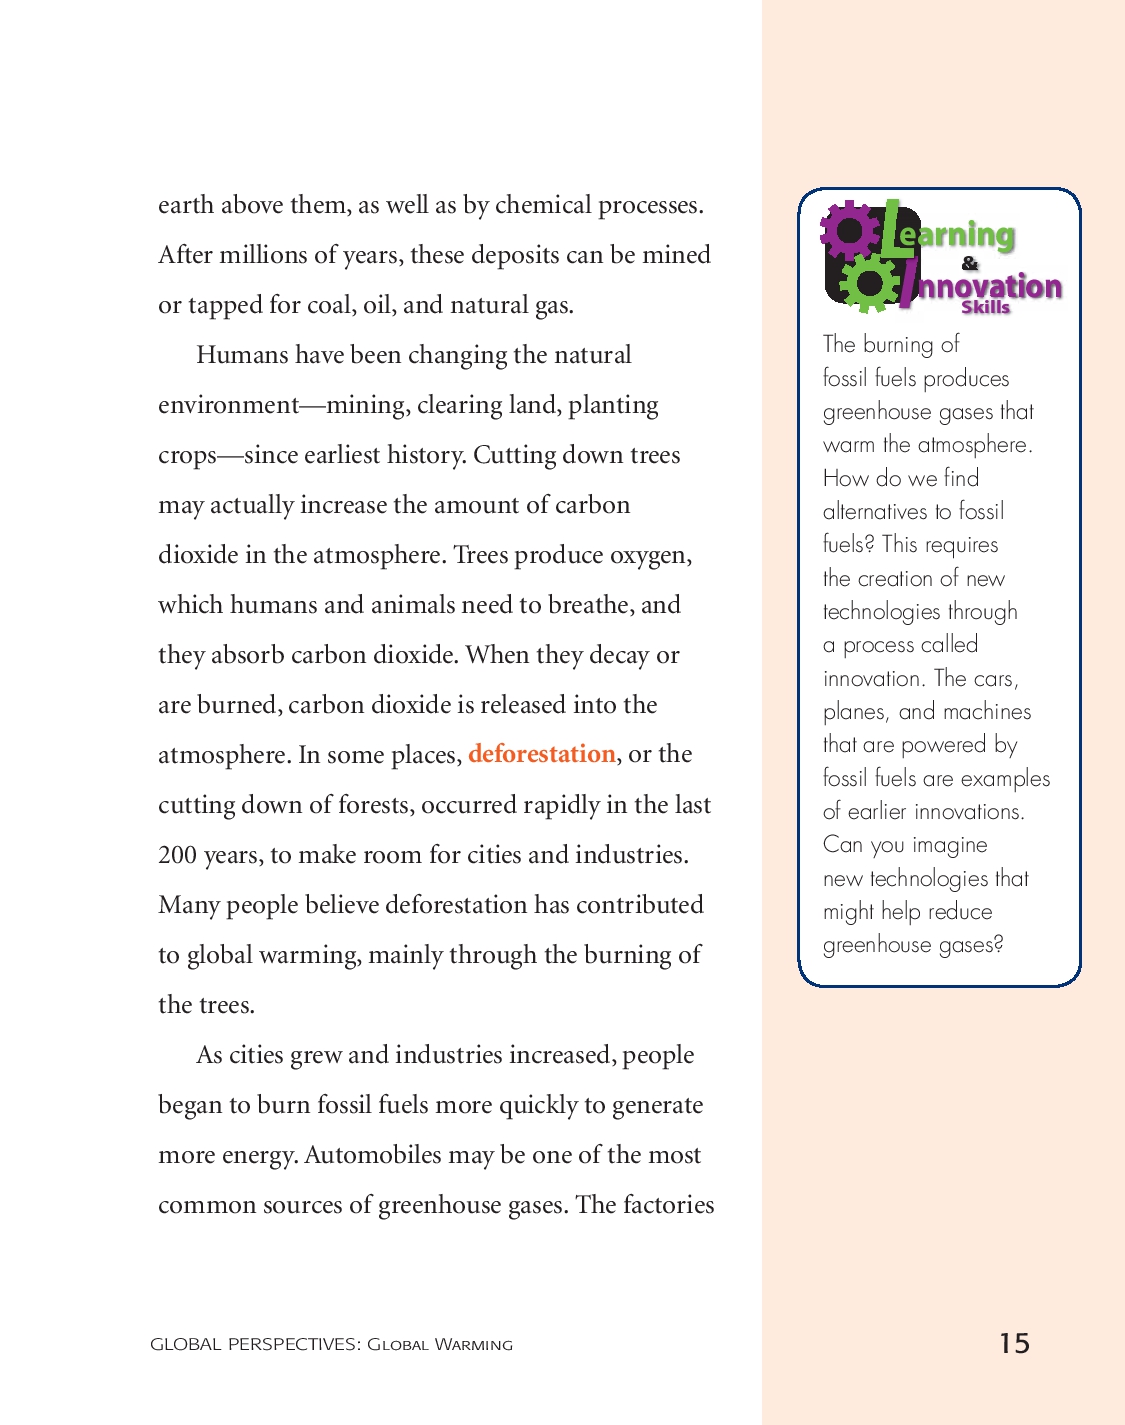 earth above them, as well as by chemical processes.
After millions of years, these deposits can be mined
or tapped for coal, oil, and natural gas.
Humans have been changing the natural
environment—mining, clearing land, planting
crops—since earliest history. Cutting down trees
may actually increase the amount of carbon
dioxide in the atmosphere. Trees produce oxygen,
which humans and animals need to breathe, and
they absorb carbon dioxide. When they decay or
are burned, carbon dioxide is released into the
atmosphere. In some places, deforestation, or the
cutting down of forests, occurred rapidly in the last
200 years, to make room for cities and industries.
Many people believe deforestation has contributed
to global warming, mainly through the burning of
the trees.
As cities grew and industries increased, people
began to burn fossil fuels more quickly to generate
more energy. Automobiles may be one of the most
common sources of greenhouse gases. The factories
Learning
&
Innovation
Skills
The burning of
fossil fuels produces
greenhouse gases that
warm the atmosphere.
How do we find
alternatives to fossil
fuels? This requires
the creation of new
technologies through
a process called
innovation. The cars,
planes, and machines
that are powered by
fossil fuels are examples
of earlier innovations.
Can you imagine
new technologies that
might help reduce
greenhouse gases?
GLOBAL PERSPECTIVES: Global Warming
15